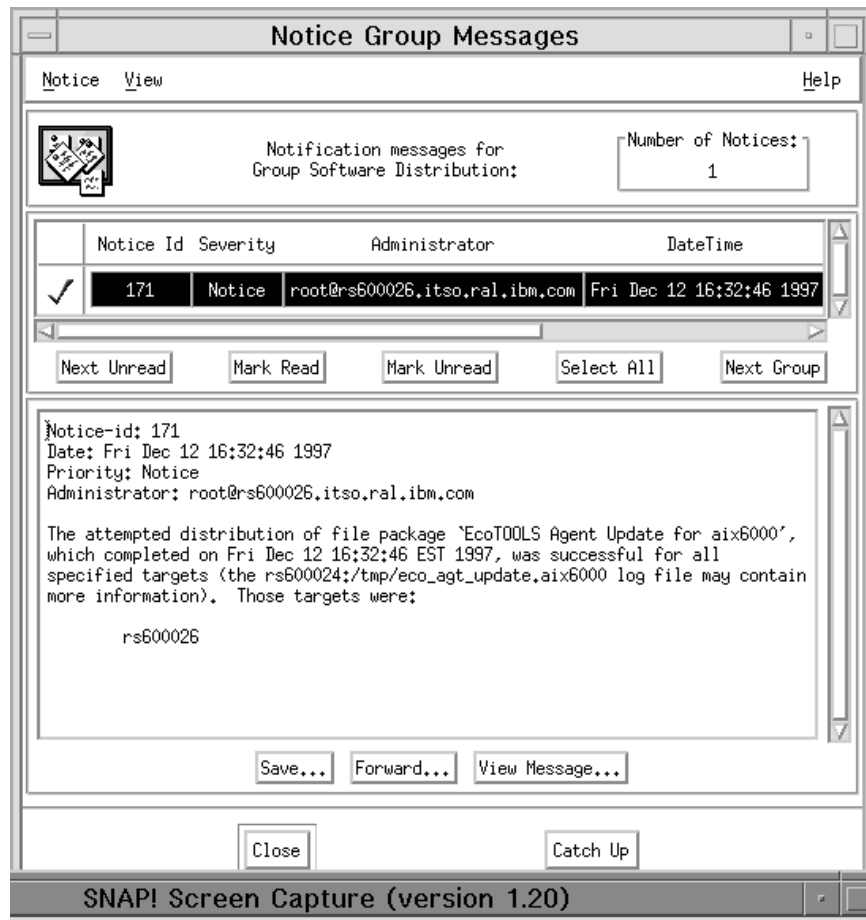 Notice Group Messages
Notice View Help
Notification messages for
Group Software Distribution:
Number of Notices:
1
Notice Id Severity Administrator DateTime
171 Notice root@rs600026.itso.ral.ibm.com Fri Dec 12 16:32:46 1997
Next Unread Mark Read Mark Unread Select All Next Group
Notice-id: 171
Date: Fri Dec 12 16:32:46 1997
Priority: Notice
Administrator: root@rs600026.itso.ral.ibm.com
The attempted distribution of file package `EcoTOOLS Agent Update for aix6000',
which completed on Fri Dec 12 16:32:46 EST 1997, was successful for all
specified targets (the rs600024:/tmp/eco_agt_update.aix6000 log file may contain
more information).  Those targets were:
rs600026
Save... Forward... View Message...
Close Catch Up
SNAP! Screen Capture (version 1.20)